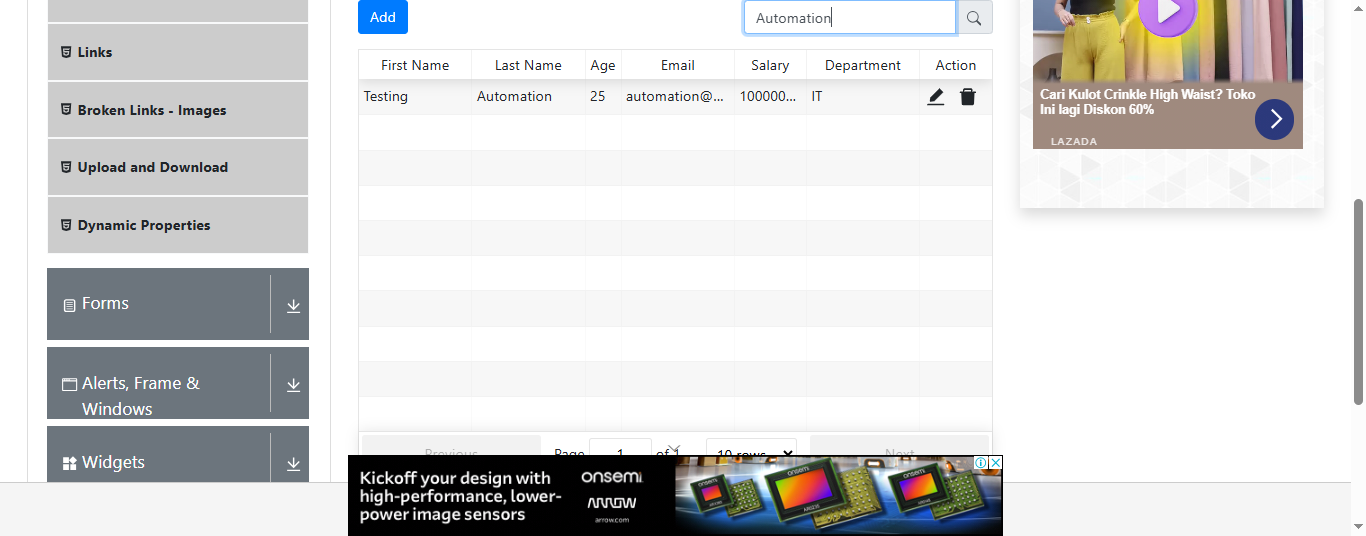 Links
Broken Links - Images
Upload and Download
Dynamic Properties
Forms
Alerts, Frame &
Windows
Widgets
Add
Automation
First Name Last Name Age Email Salary Department Action
Testing Automation 25 automation@... 100000... IT
Previous Page 1 of 1 10 rows Next
Kickoff your design with
high-performance, lower-
power image sensors
onsemi
ARROW
arrow.com
onsemi
Cari Kulot Crinkle High Waist? Toko
Ini lagi Diskon 60%
LAZADA